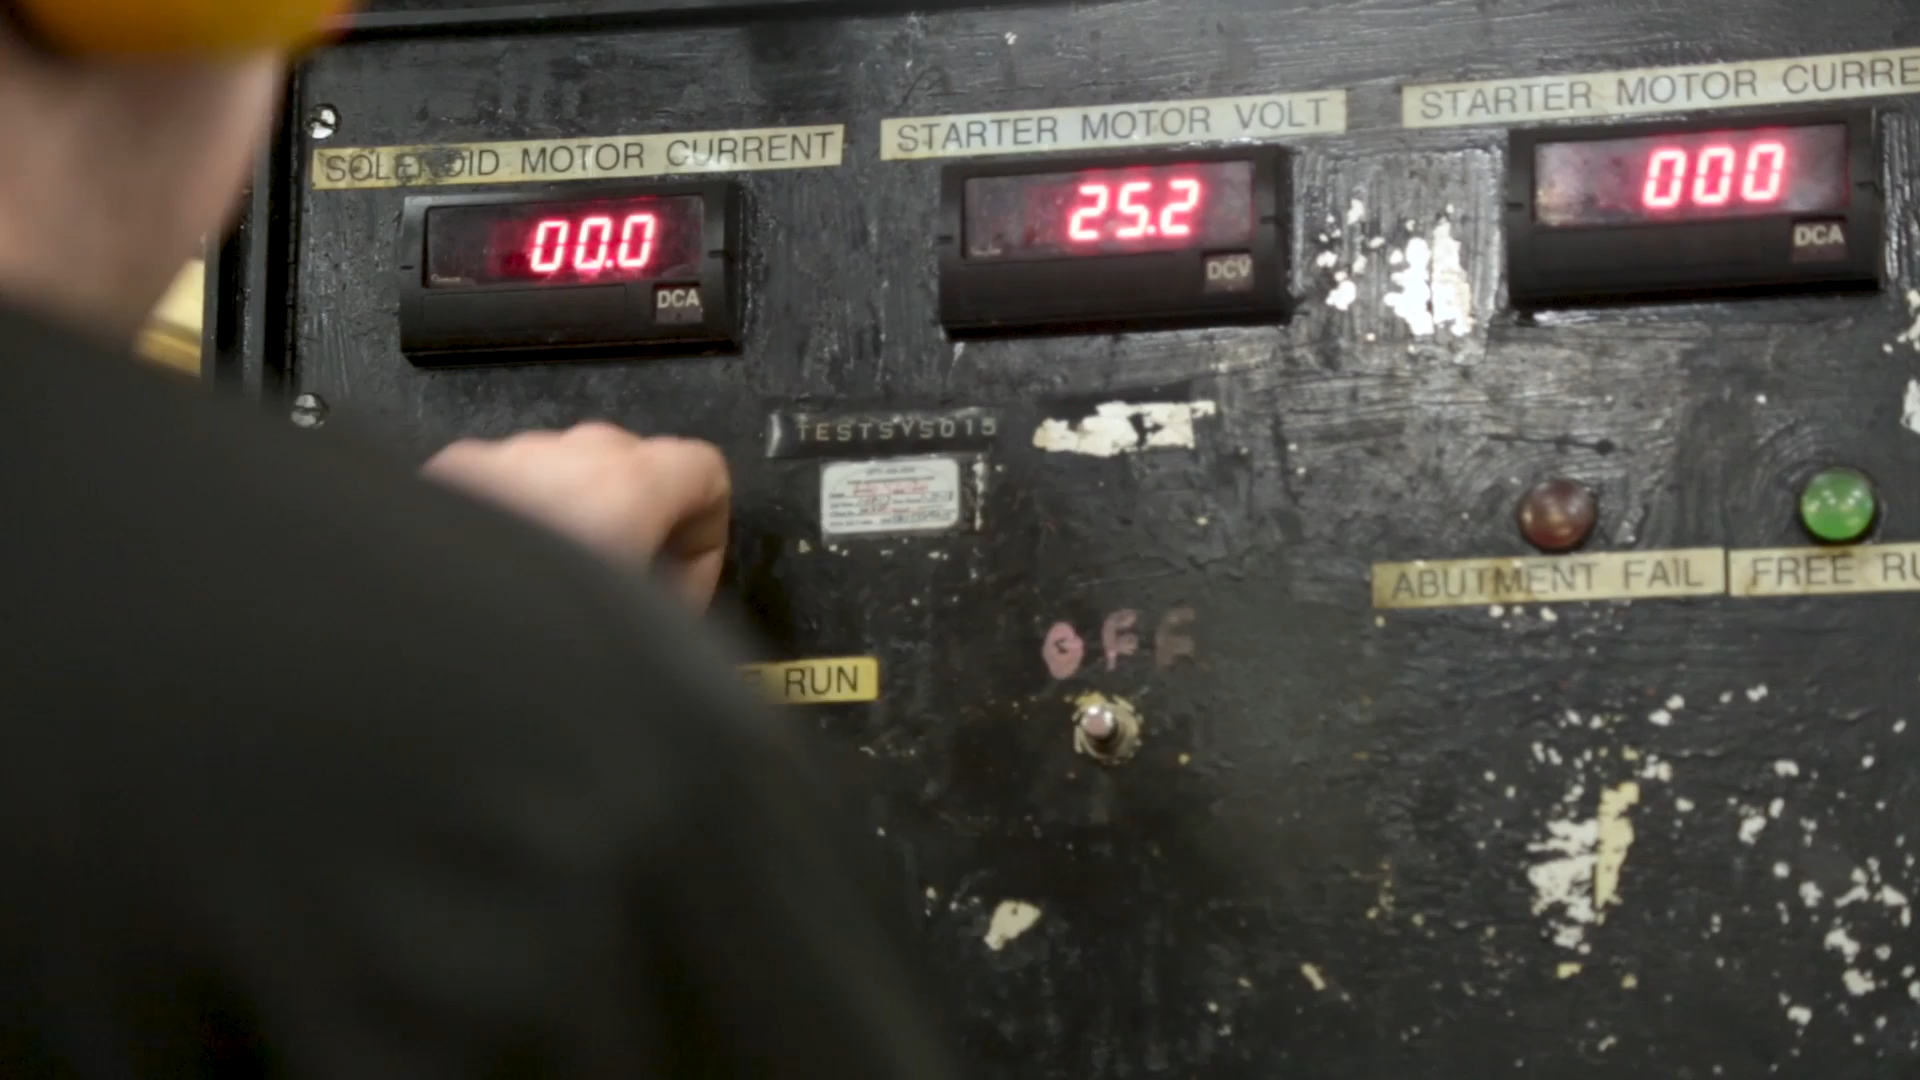 SOLENOID MOTOR CURRENT
STARTER MOTOR VOLT
STARTER MOTOR CURRE
00.0
25.2
000
DCA
DCV
DCA
TESTSYS015
ABUTMENT FAIL
FREE RU
OFF
RUN